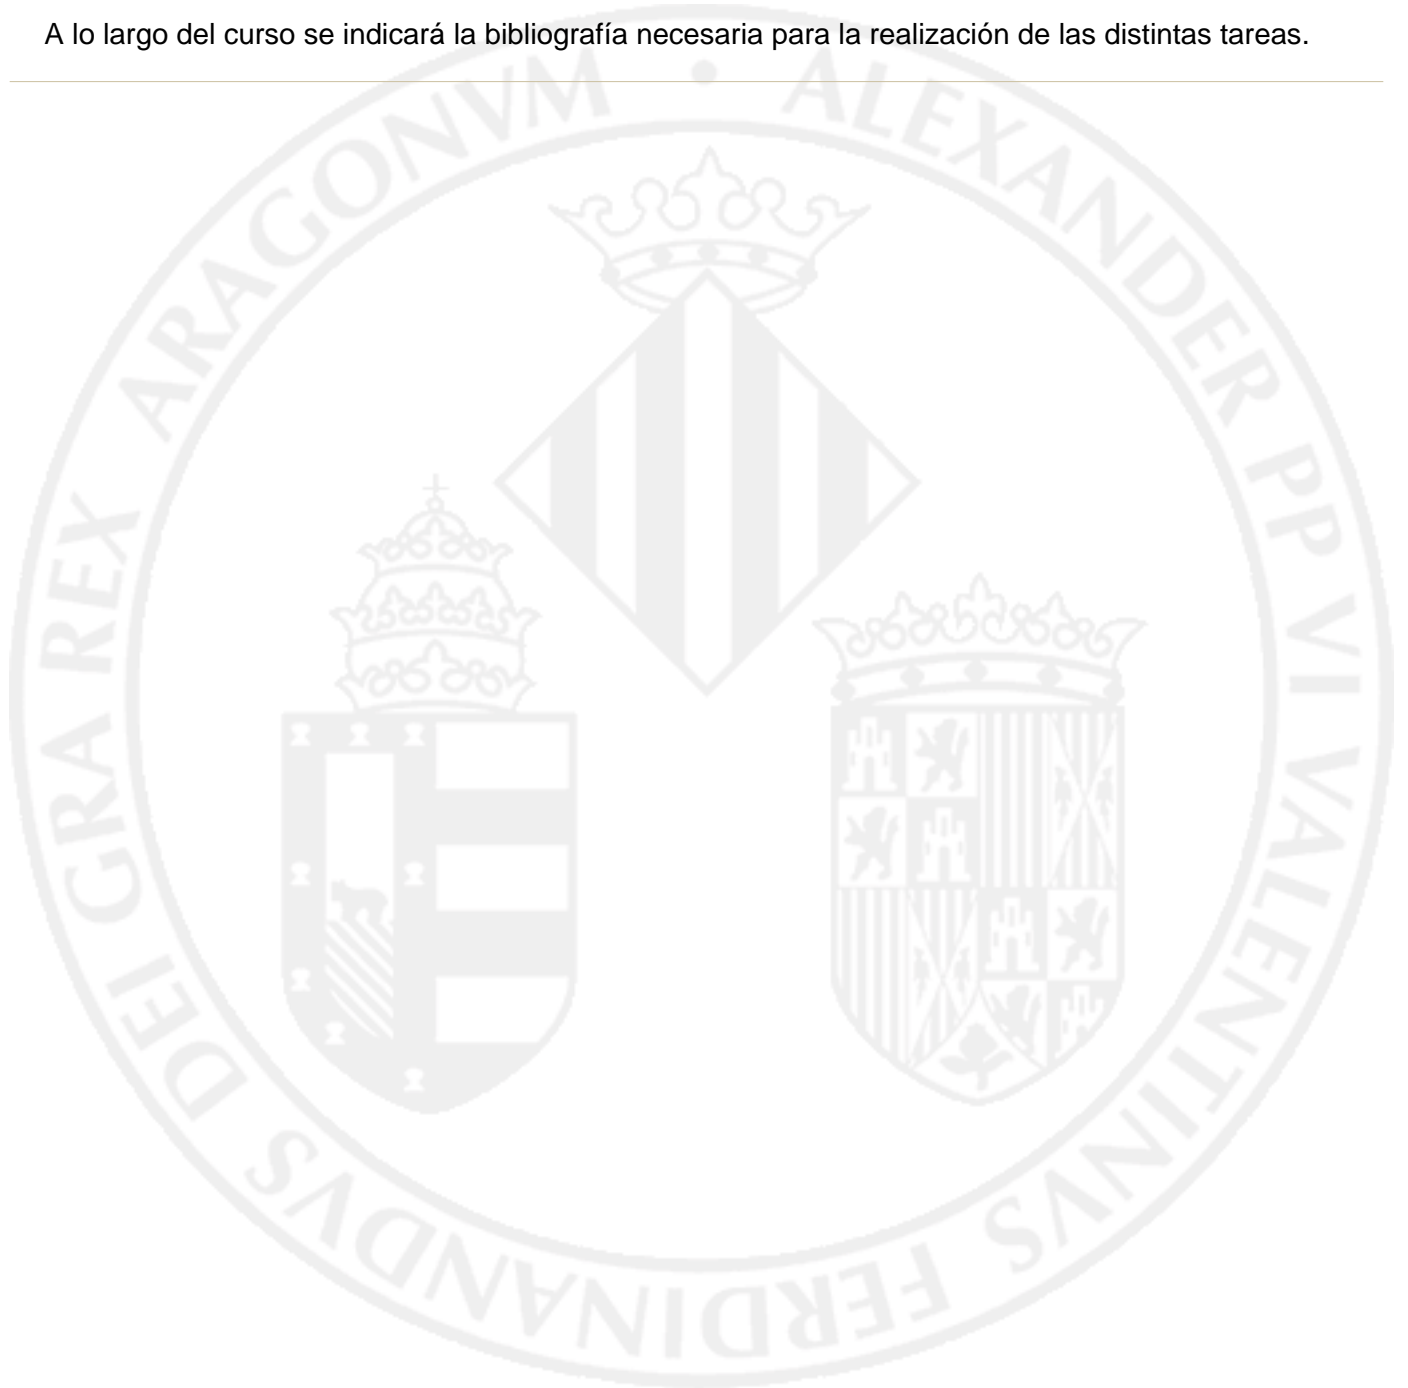 A lo largo del curso se indicará la bibliografía necesaria para la realización de las distintas tareas.
ALEXANDER PP VI VALENTINVS FERDINANDVS DEI GRA REX ARAGONVM